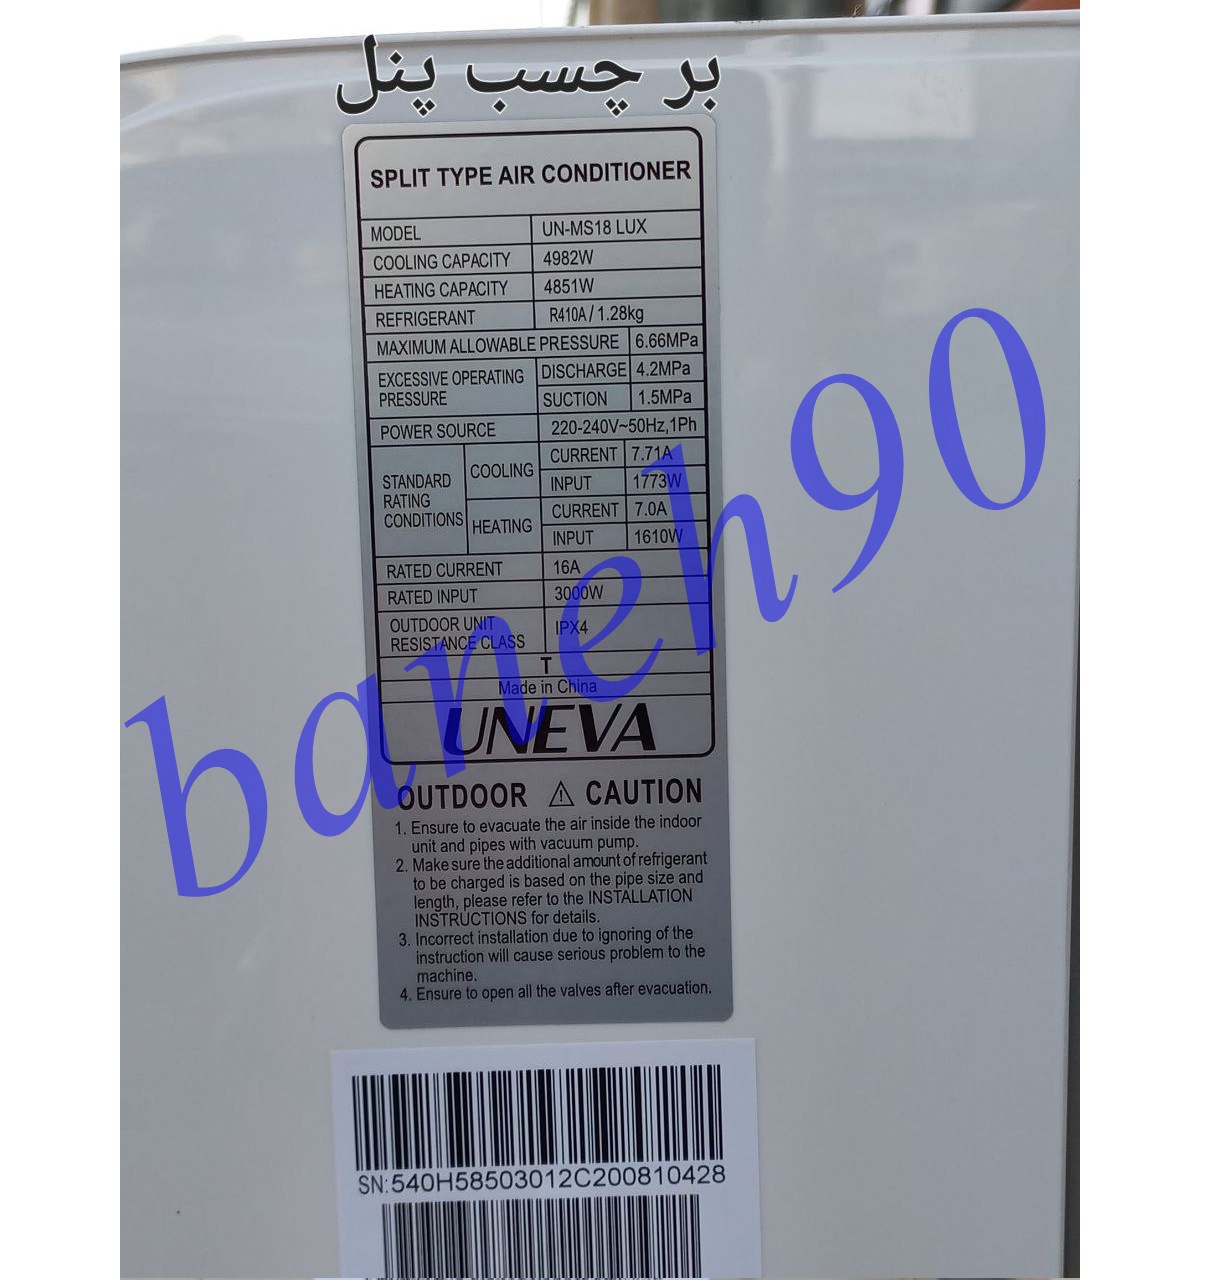 بر چسب پنل
SPLIT TYPE AIR CONDITIONER
MODEL UN-MS18 LUX
COOLING CAPACITY 4982W
HEATING CAPACITY 4851W
REFRIGERANT R410A / 1.28kg
MAXIMUM ALLOWABLE PRESSURE 6.66MPa
EXCESSIVE OPERATING PRESSURE DISCHARGE 4.2MPa
SUCTION 1.5MPa
POWER SOURCE 220-240V~50Hz,1Ph
STANDARD RATING CONDITIONS COOLING CURRENT 7.71A
INPUT 1773W
HEATING CURRENT 7.0A
INPUT 1610W
RATED CURRENT 16A
RATED INPUT 3000W
OUTDOOR UNIT RESISTANCE CLASS IPX4
T
Made in China
UNEVA
OUTDOOR ⚠ CAUTION
1. Ensure to evacuate the air inside the indoor
unit and pipes with vacuum pump.
2. Make sure the additional amount of refrigerant
to be charged is based on the pipe size and
length, please refer to the INSTALLATION
INSTRUCTIONS for details.
3. Incorrect installation due to ignoring of the
instruction will cause serious problem to the
machine.
4. Ensure to open all the valves after evacuation.
SN:540H58503012C200810428
baneh90